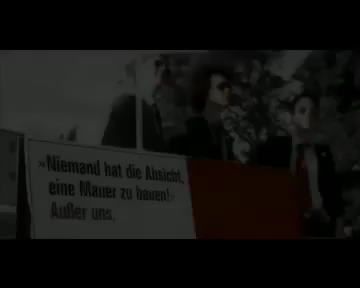 »Niemand hat die Absicht,
eine Mauer zu bauen!«
Außer uns.